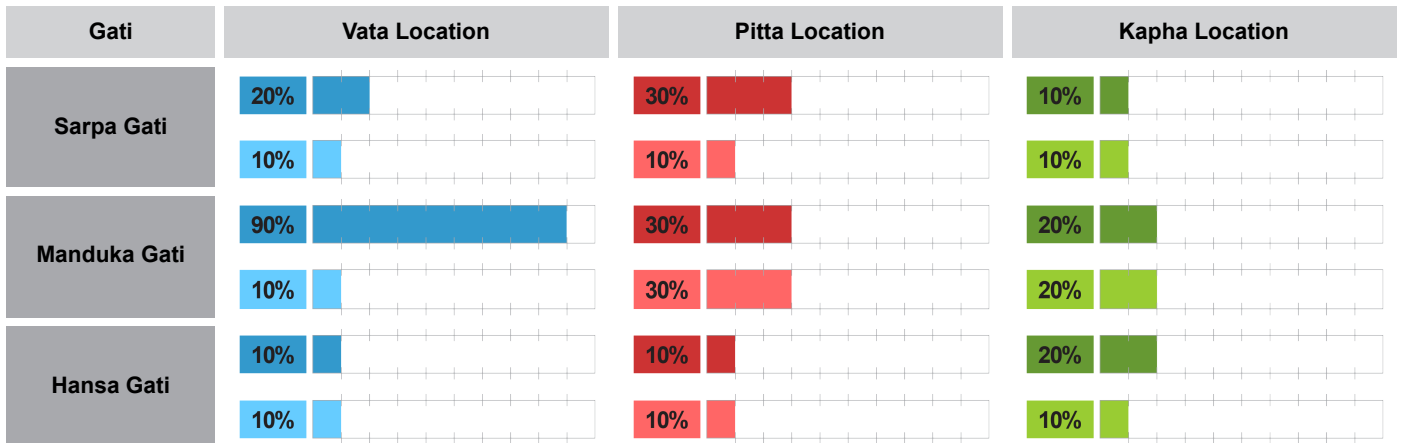 Gati Vata Location Pitta Location Kapha Location
Sarpa Gati
20% 30% 10%
10% 10% 10%
Manduka Gati
90% 30% 20%
10% 30% 20%
Hansa Gati
10% 10% 20%
10% 10% 10%